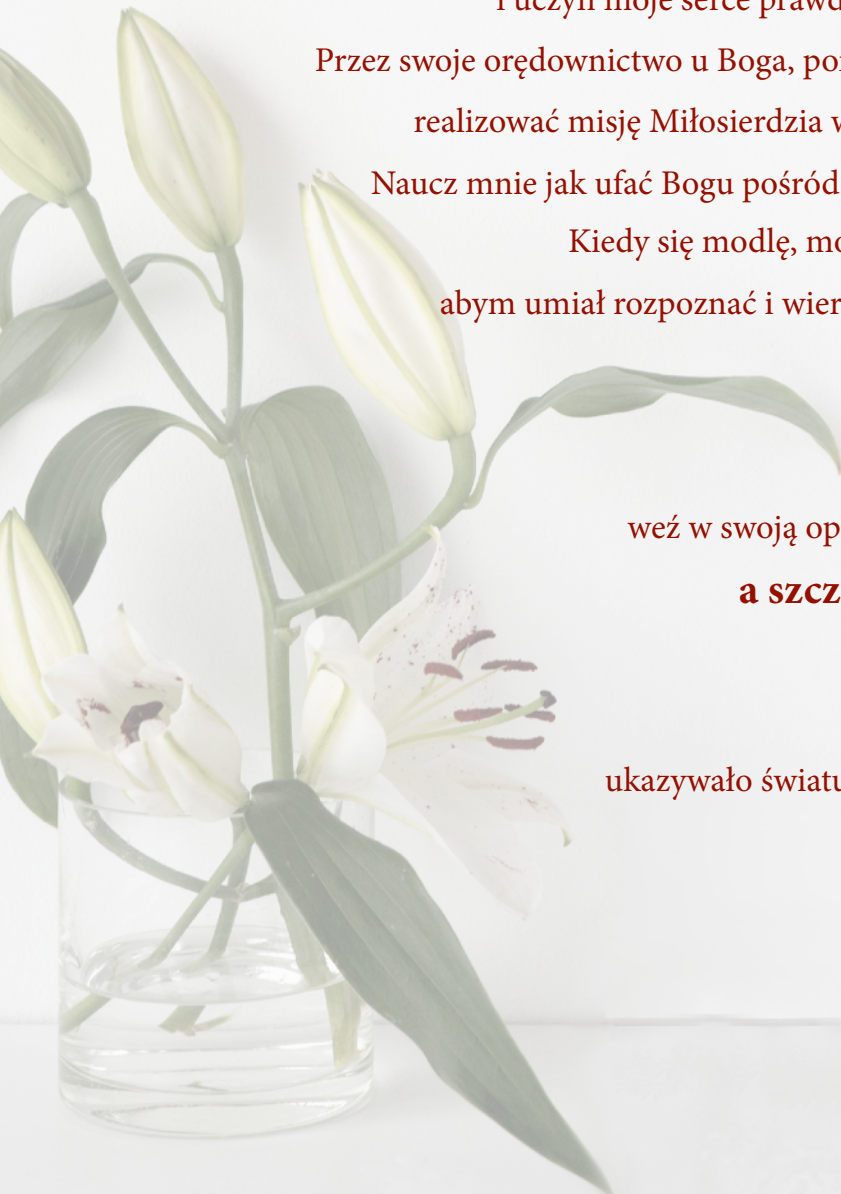 i uczyń moje serce prawd
Przez swoje orędownictwo u Boga, po
realizować misję Miłosierdzia w
Naucz mnie jak ufać Bogu pośród
Kiedy się modlę, mo
abym umiał rozpoznać i wier
weź w swoją op
a szcz
ukazywało światu